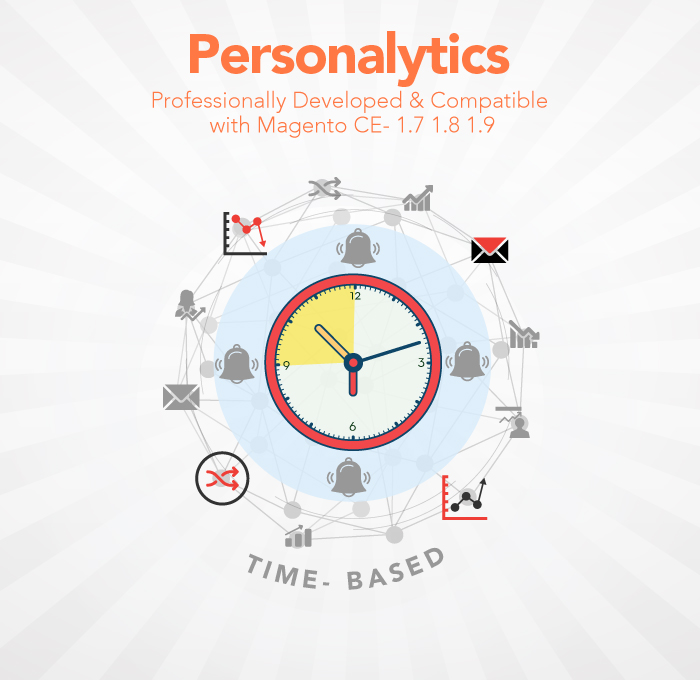 Personalytics
Professionally Developed & Compatible
with Magento CE- 1.7 1.8 1.9
12
9
3
6
TIME- BASED